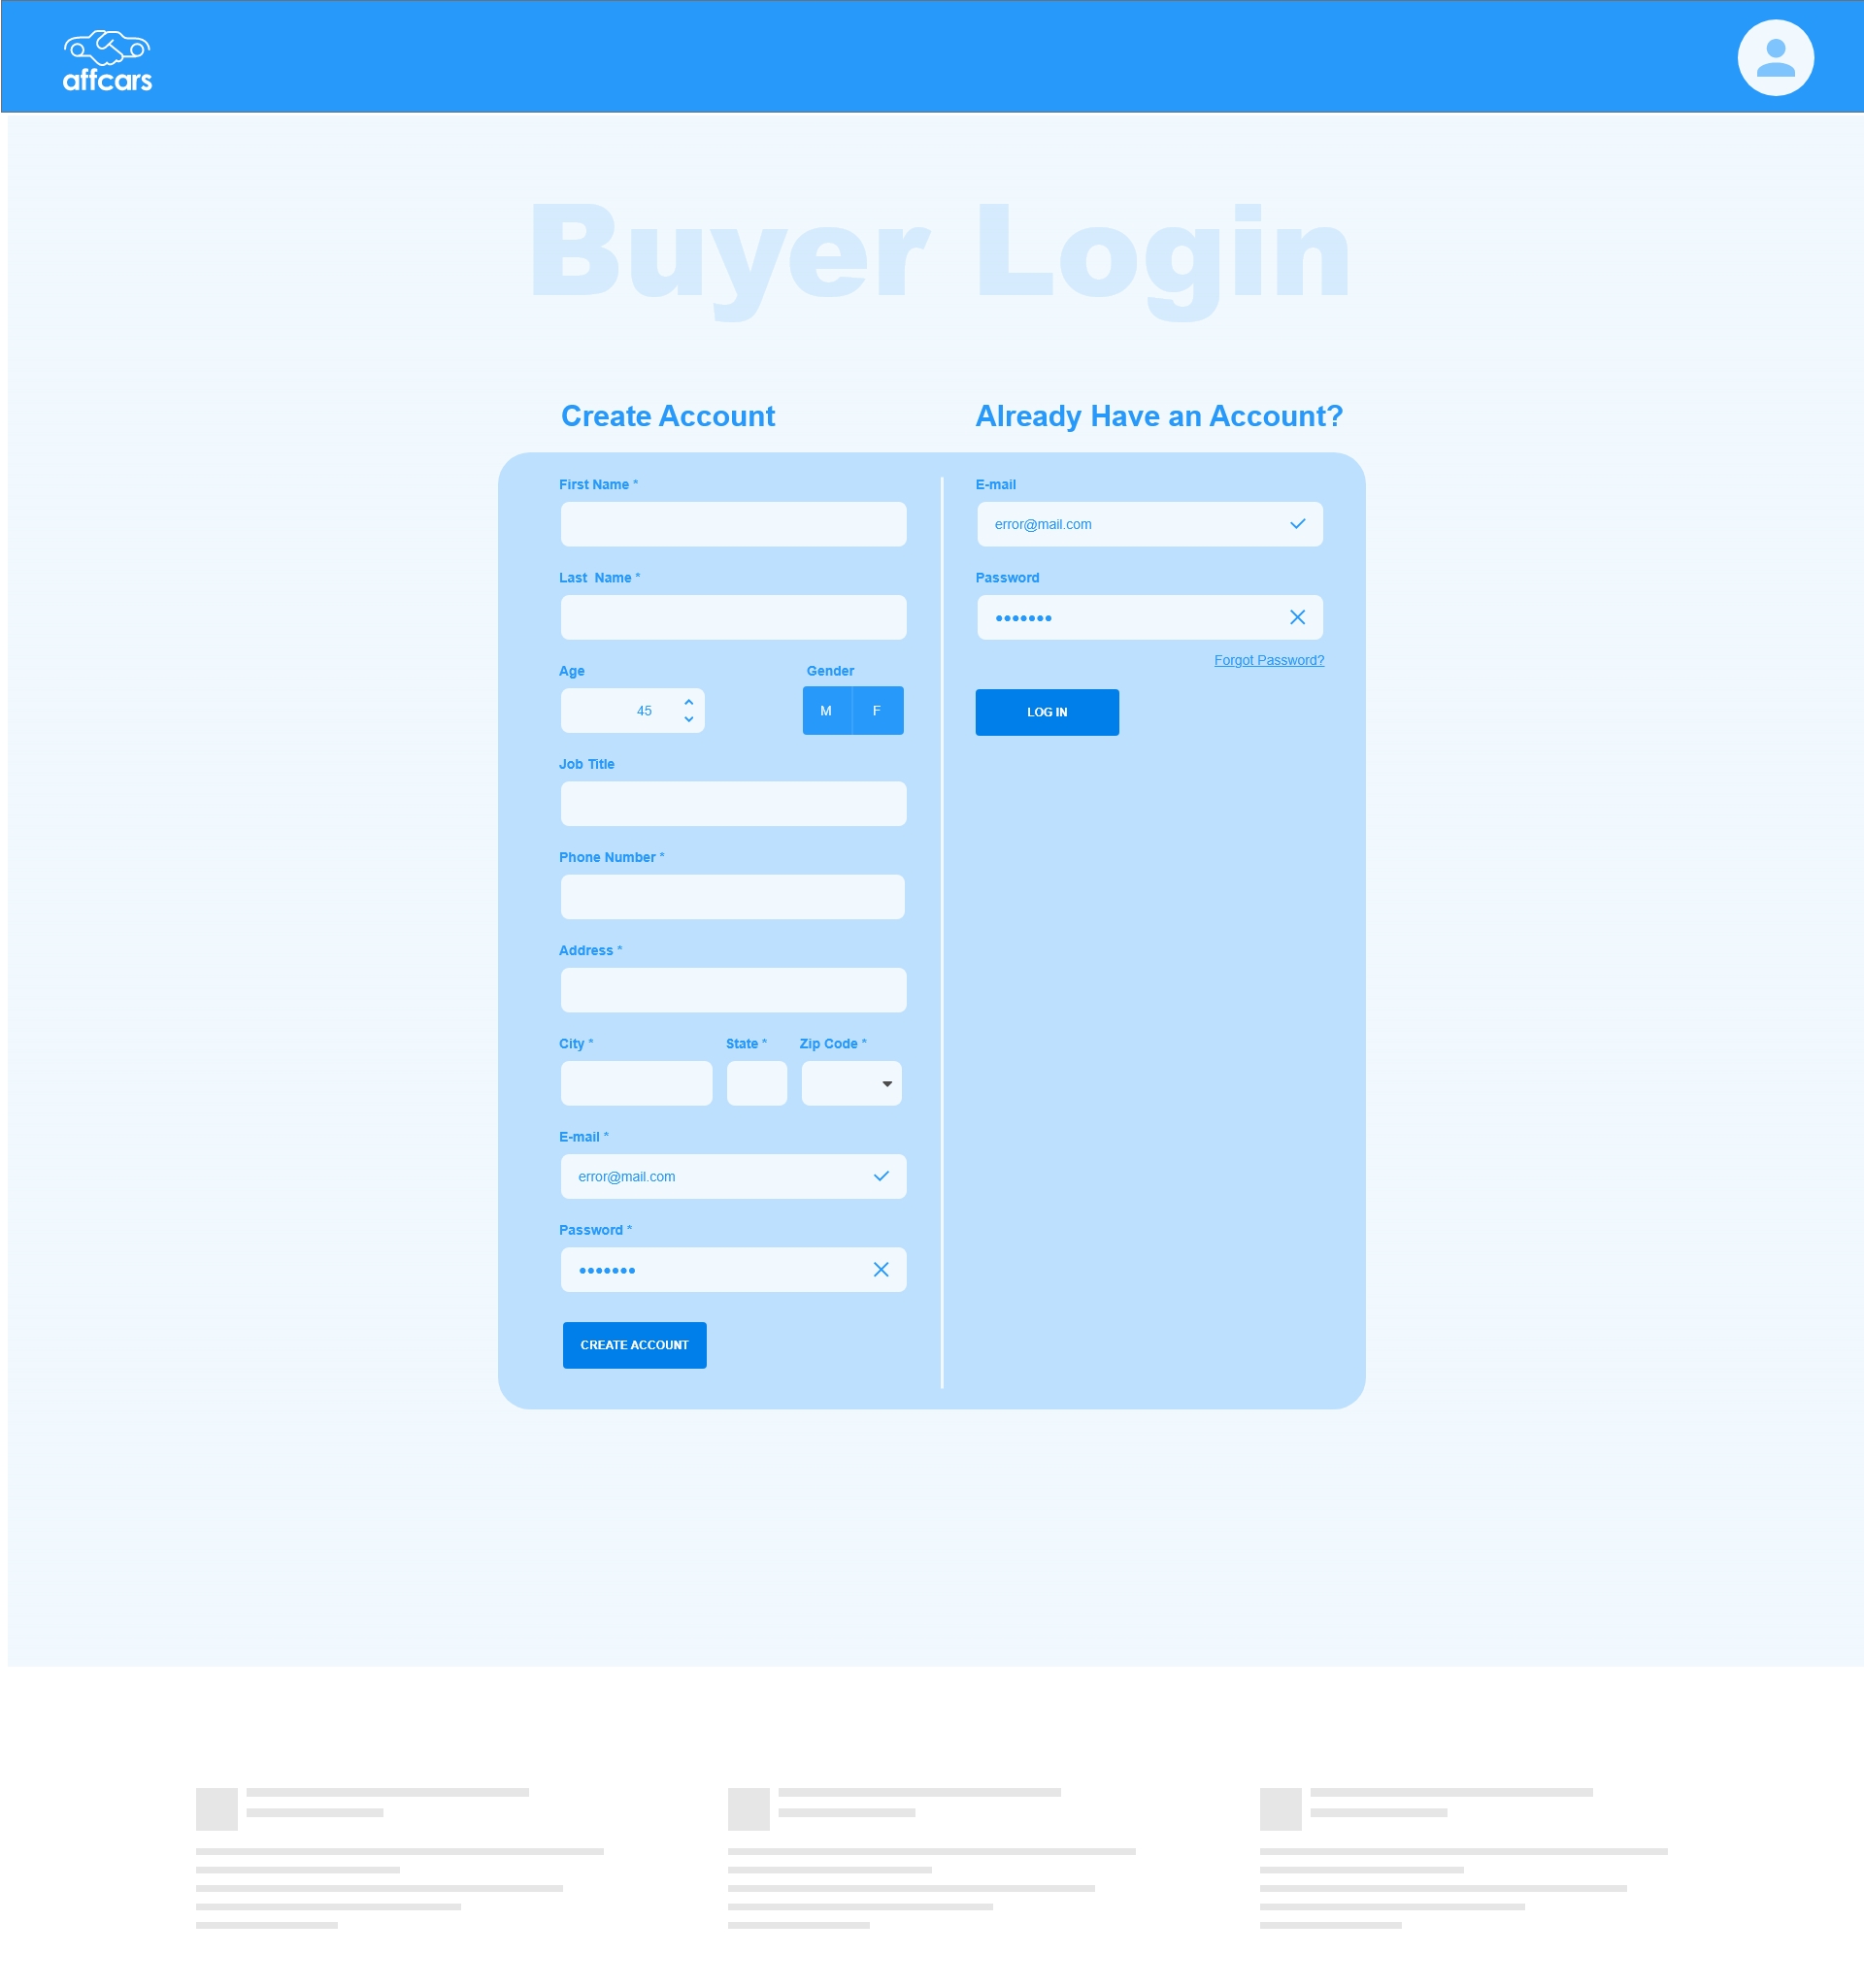 affcars
Buyer Login
Create Account
First Name *
Last  Name *
Age
Gender
45
M
F
Job Title
Phone Number *
Address *
City *
State *
Zip Code *
E-mail *
error@mail.com
Password *
CREATE ACCOUNT
Already Have an Account?
E-mail
error@mail.com
Password
Forgot Password?
LOG IN